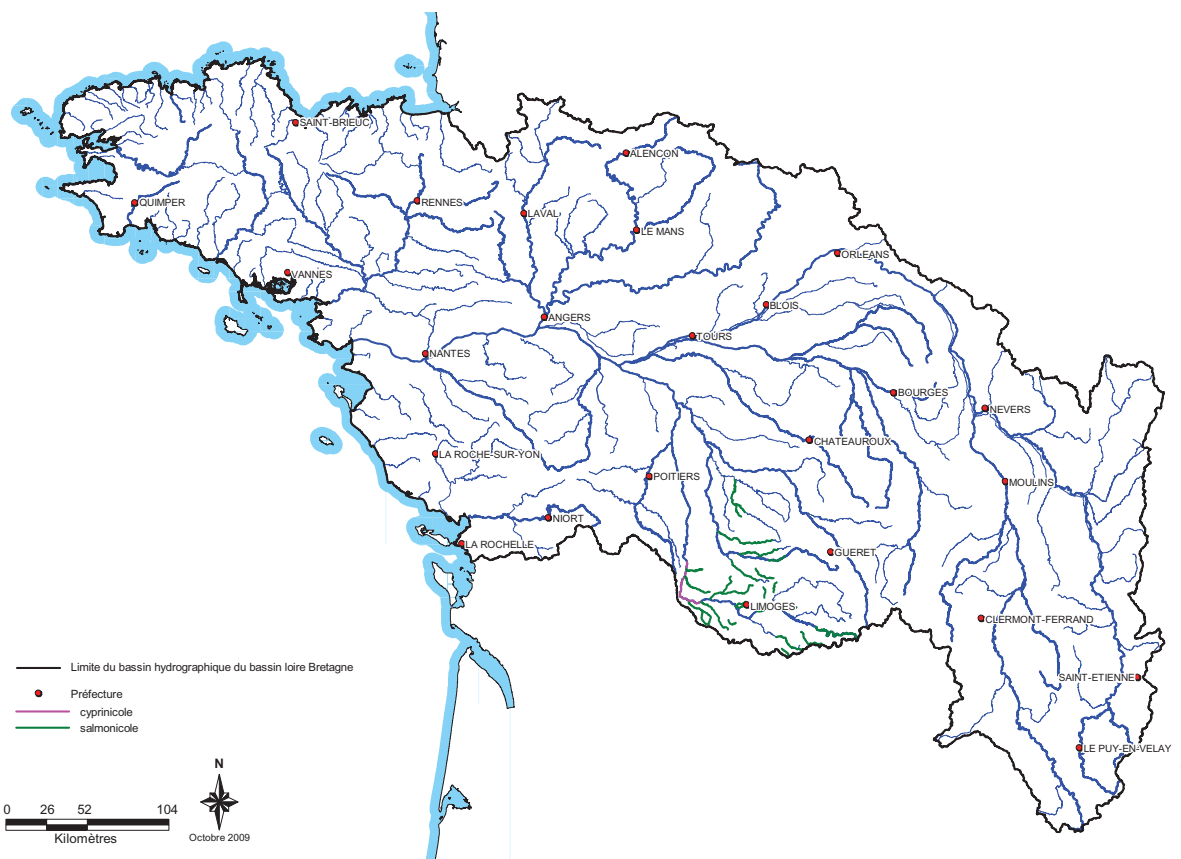 SAINT-BRIEUC
ALENCON
QUIMPER
RENNES
LAVAL
LE MANS
ORLEANS
VANNES
BLOIS
ANGERS
TOURS
NANTES
BOURGES
NEVERS
CHATEAUROUX
LA ROCHE-SUR-YON
POITIERS
MOULINS
NIORT
LA ROCHELLE
GUERET
LIMOGES
CLERMONT-FERRAND
SAINT-ETIENNE
LE PUY-EN-VELAY
Limite du bassin hydrographique du bassin loire Bretagne
Préfecture
cyprinicole
salmonicole
N
0 26 52 104
Kilomètres
Octobre 2009